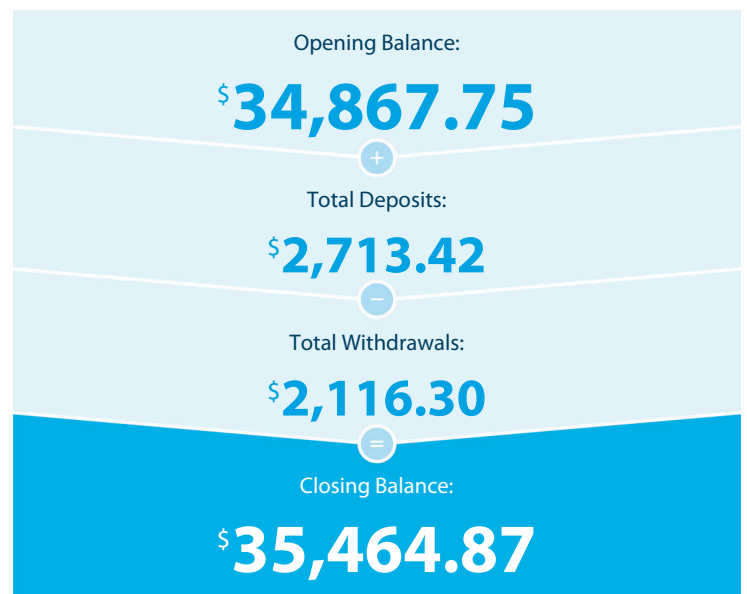 Opening Balance:
$34,867.75
+
Total Deposits:
$2,713.42
−
Total Withdrawals:
$2,116.30
=
Closing Balance:
$35,464.87